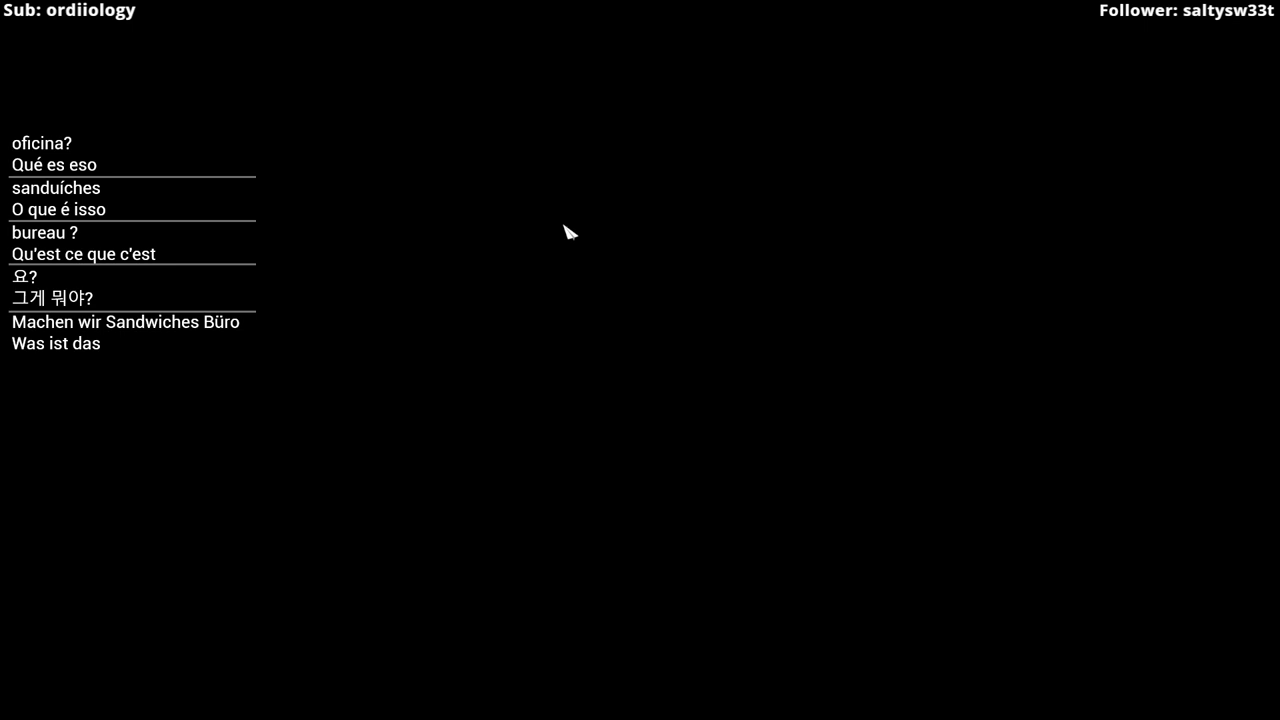 Sub: ordiiology
Follower: saltysw33t
oficina?
Qué es eso
sanduíches
O que é isso
bureau ?
Qu'est ce que c'est
요?
그게 뭐야?
Machen wir Sandwiches Büro
Was ist das